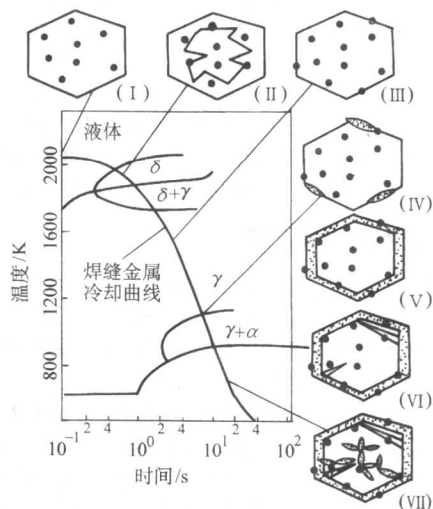 (I)
(II)
(III)
液体
2000
δ
δ+γ
1600
焊缝金属
冷却曲线
温度/K
1200
γ
γ+α
800
10⁻¹ 2 4 10⁰ 2 4 10¹ 2 4 10²
时间/s
(IV)
(V)
(VI)
(VII)